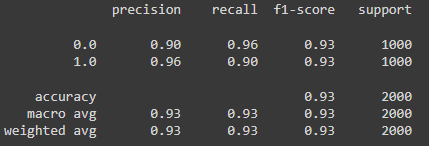 precision recall f1-score support
0.0 0.90 0.96 0.93 1000
1.0 0.96 0.90 0.93 1000
accuracy 0.93 2000
macro avg 0.93 0.93 0.93 2000
weighted avg 0.93 0.93 0.93 2000